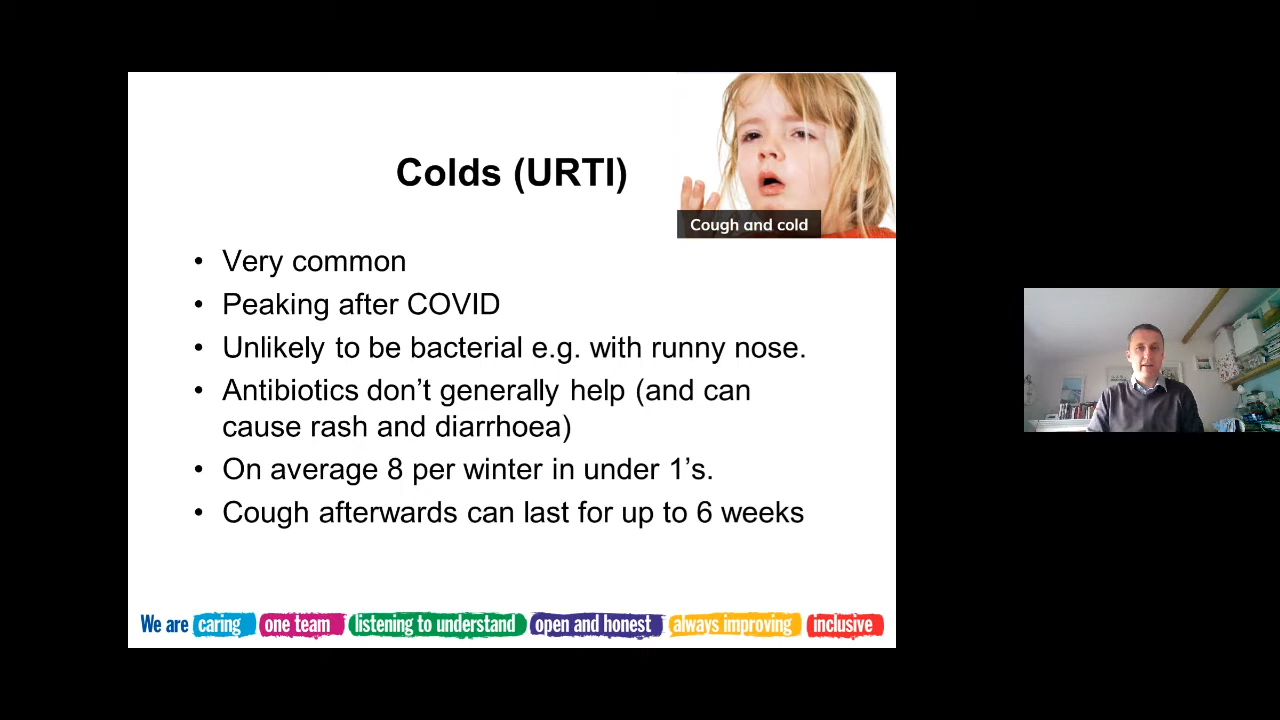 Colds (URTI)
Cough and cold
• Very common
• Peaking after COVID
• Unlikely to be bacterial e.g. with runny nose.
• Antibiotics don’t generally help (and can
cause rash and diarrhoea)
• On average 8 per winter in under 1’s.
• Cough afterwards can last for up to 6 weeks
We are caring one team listening to understand open and honest always improving inclusive